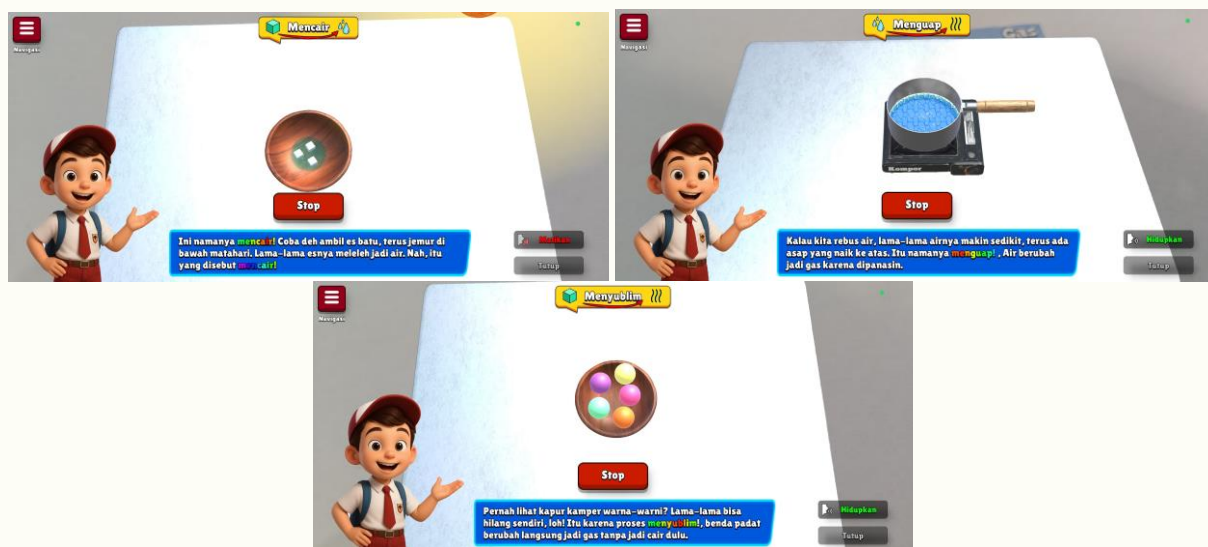 Mencair
Navigasi
Stop
Ini namanya mencair! Coba deh ambil es batu, terus jemur di
bawah matahari. Lama-lama esnya meleleh jadi air. Nah, itu
yang disebut mencair!
Matikan
Tutup
Menguap
Gas
Navigasi
Kompor
Stop
Kalau kita rebus air, lama-lama airnya makin sedikit, terus ada
asap yang naik ke atas. Itu namanya menguap! , Air berubah
jadi gas karena dipanasin.
Hidupkan
Tutup
Menyublim
Navigasi
Stop
Pernah lihat kapur kamper warna-warni? Lama-lama bisa
hilang sendiri, loh! Itu karena proses menyublim!, benda padat
berubah langsung jadi gas tanpa jadi cair dulu.
Hidupkan
Tutup